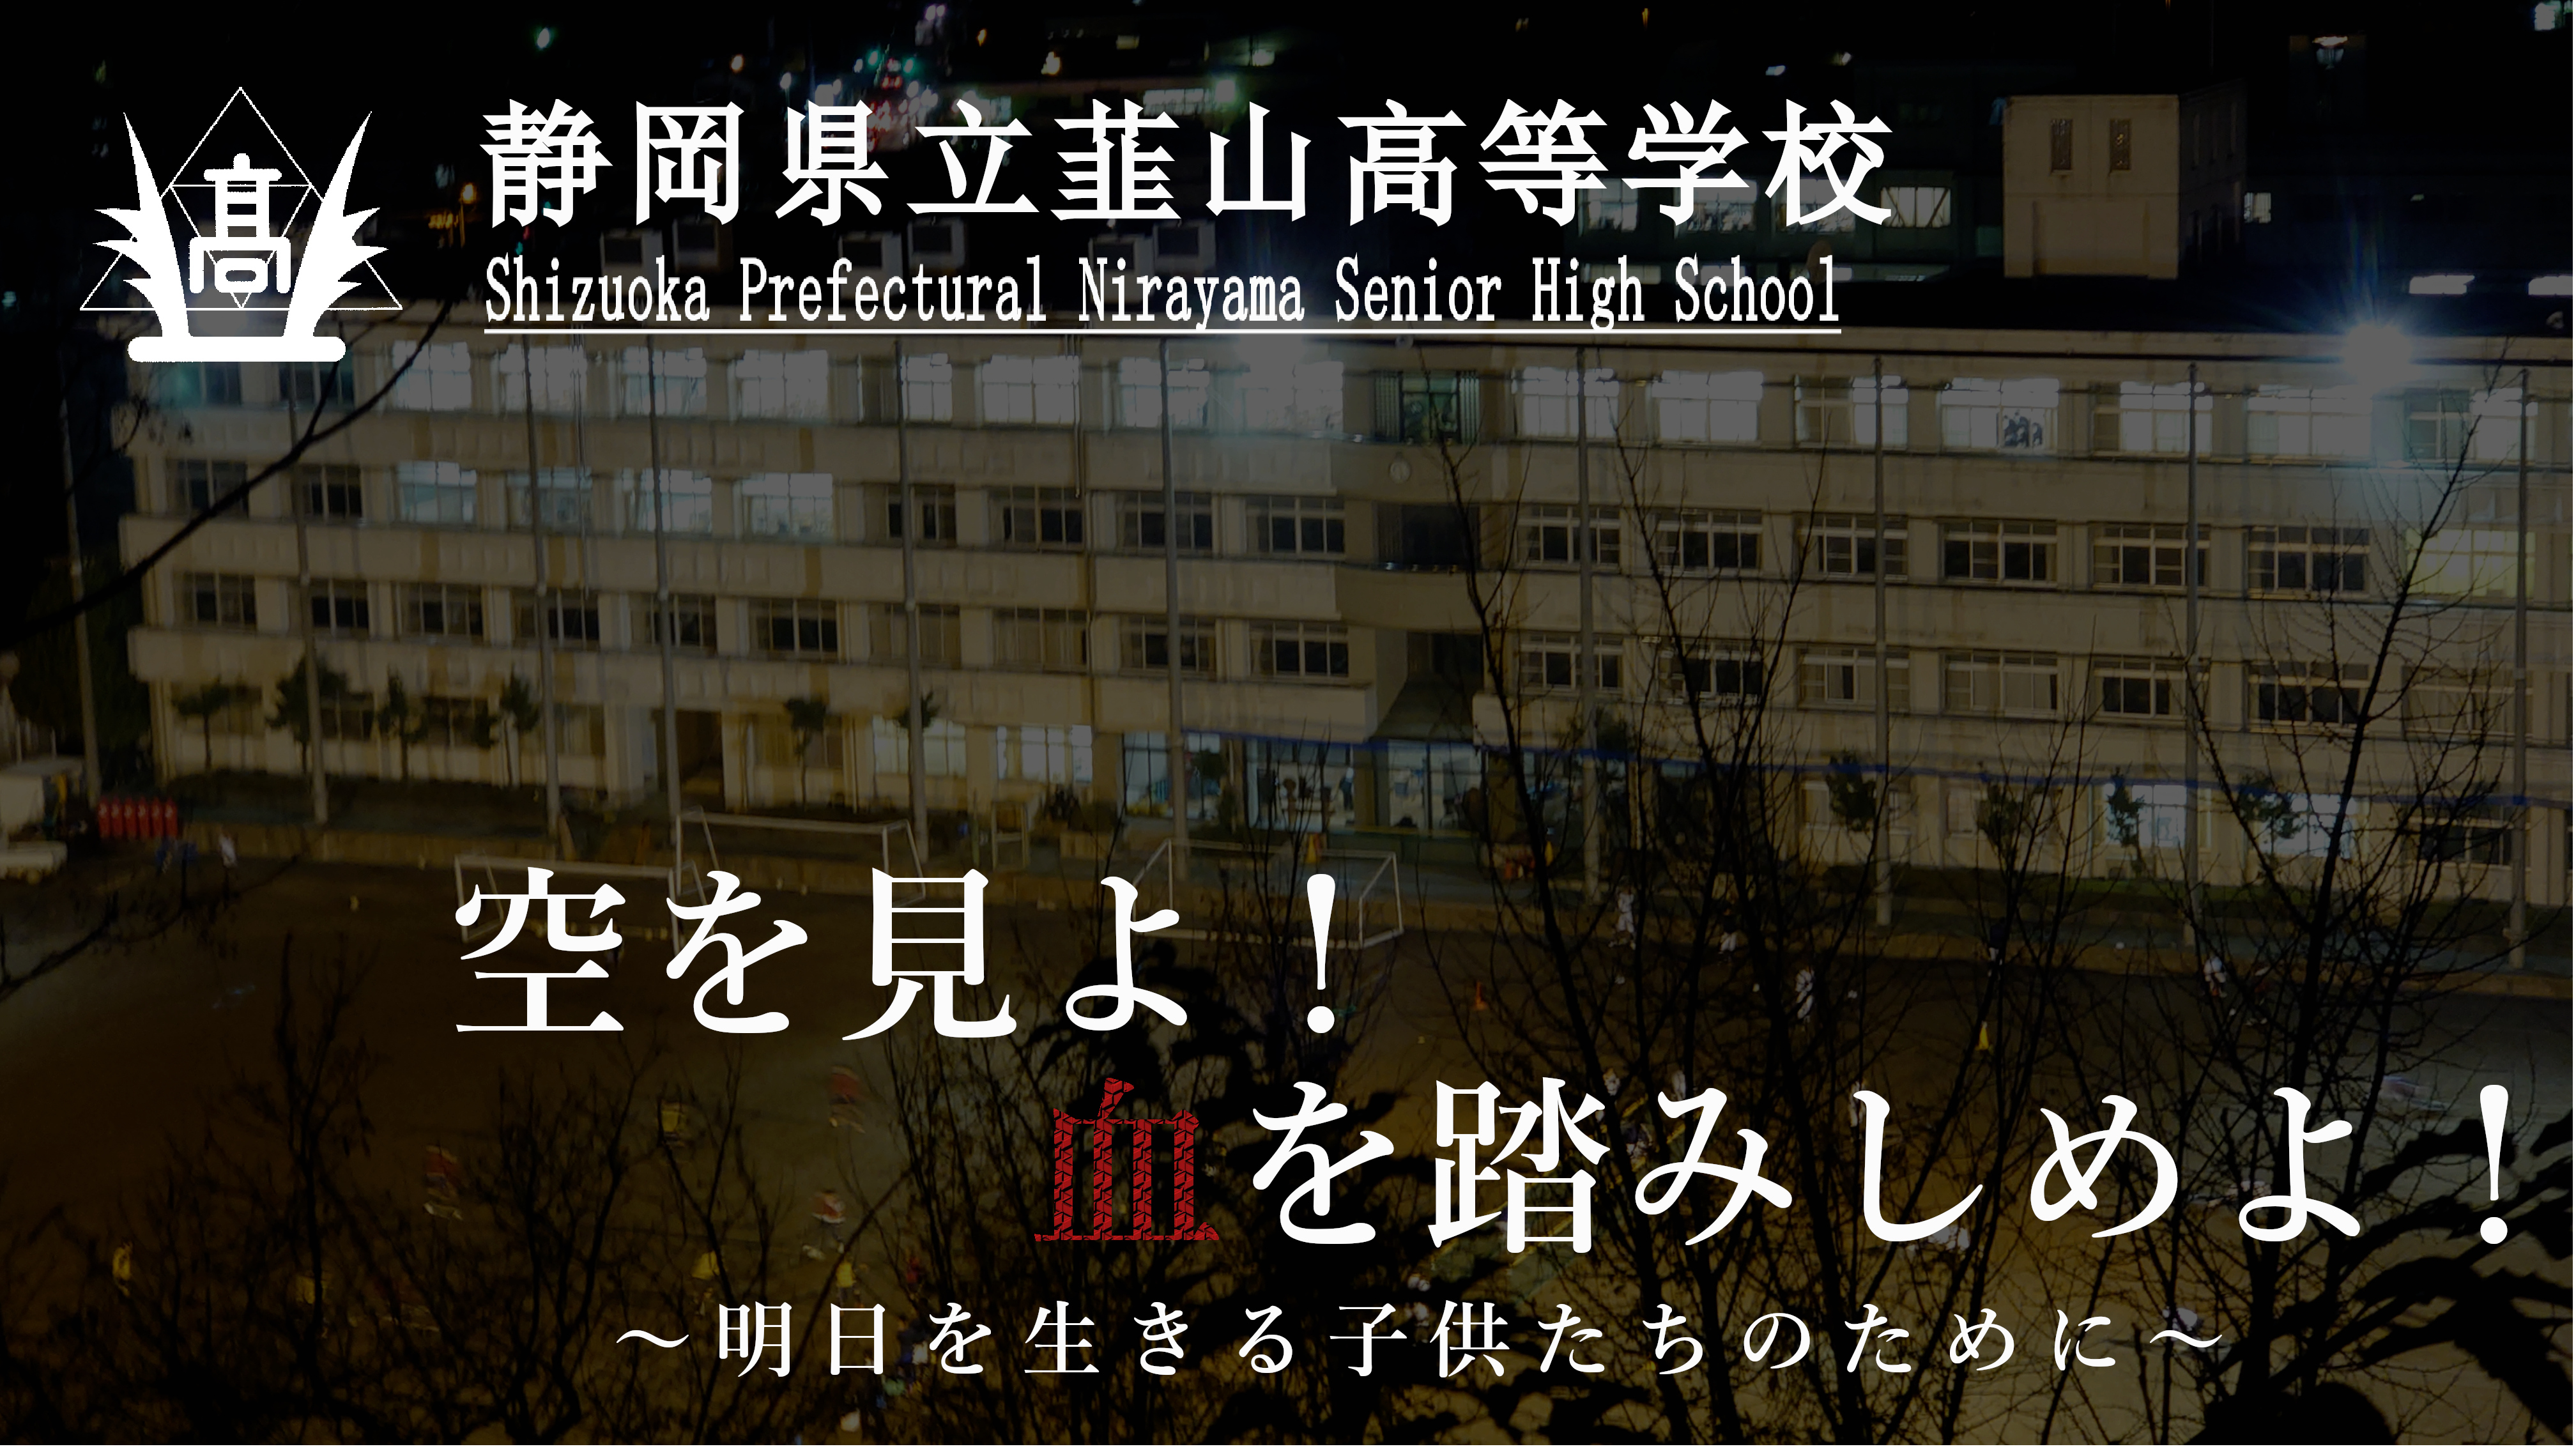 高
静岡県立韮山高等学校
Shizuoka Prefectural Nirayama Senior High School
空を見よ！
血を踏みしめよ！
～明日を生きる子供たちのために～